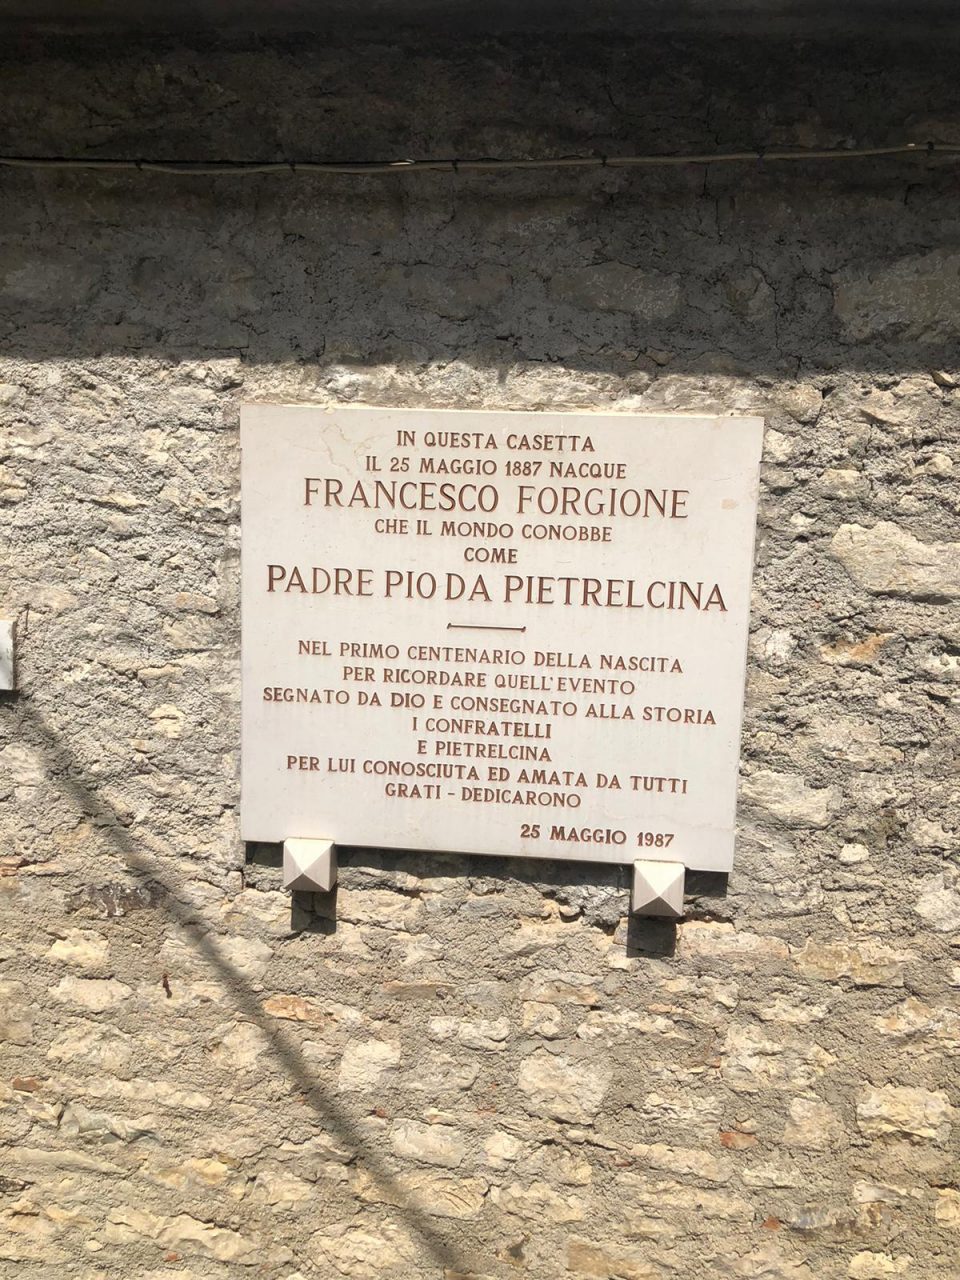 IN QUESTA CASETTA
IL 25 MAGGIO 1887 NACQUE
FRANCESCO FORGIONE
CHE IL MONDO CONOBBE
COME
PADRE PIO DA PIETRELCINA
NEL PRIMO CENTENARIO DELLA NASCITA
PER RICORDARE QUELL'EVENTO
SEGNATO DA DIO E CONSEGNATO ALLA STORIA
I CONFRATELLI
E PIETRELCINA
PER LUI CONOSCIUTA ED AMATA DA TUTTI
GRATI - DEDICARONO
25 MAGGIO 1987